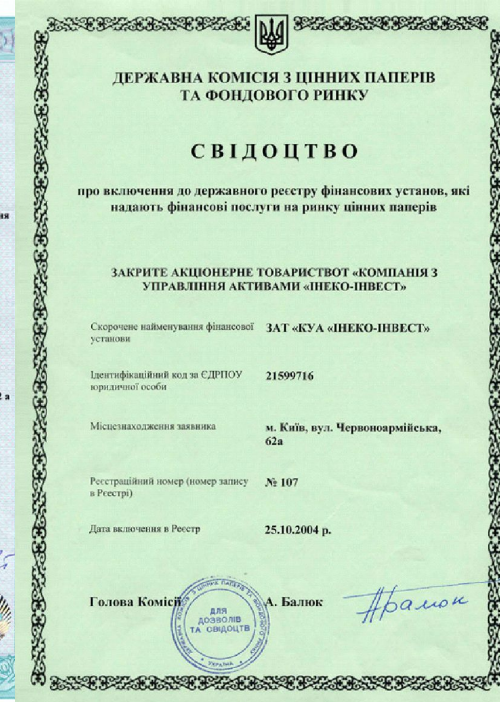 ДЕРЖАВНА КОМІСІЯ З ЦІННИХ ПАПЕРІВ
ТА ФОНДОВОГО РИНКУ
СВІДОЦТВО
про включення до державного реєстру фінансових установ, які
надають фінансові послуги на ринку цінних паперів
ЗАКРИТЕ АКЦІОНЕРНЕ ТОВАРИСТВОТ «КОМПАНІЯ З
УПРАВЛІННЯ АКТИВАМИ «ІНЕКО-ІНВЕСТ»
Скорочене найменування фінансової
установи
ЗАТ «КУА «ІНЕКО-ІНВЕСТ»
Ідентифікаційний код за ЄДРПОУ
юридичної особи
21599716
Місцезнаходження заявника
м. Київ, вул. Червоноармійська,
62а
Реєстраційний номер (номер запису
в Реєстрі)
№ 107
Дата включення в Реєстр
25.10.2004 р.
Голова Комісії
А. Балюк
ДЛЯ
ДОЗВОЛІВ
ТА СВІДОЦТВ
УКРАЇНА